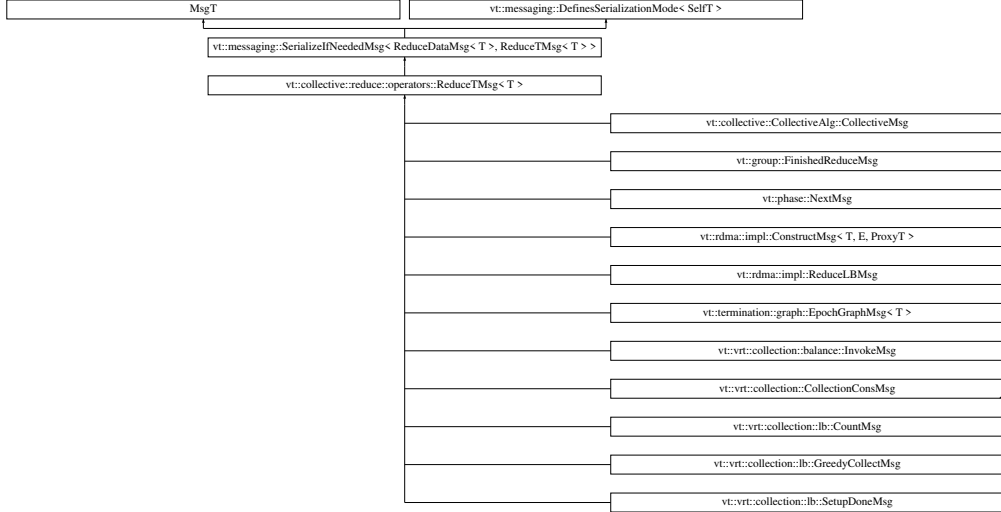 MsgT
vt::messaging::DefinesSerializationMode< SelfT >
vt::messaging::SerializeIfNeededMsg< ReduceDataMsg< T >, ReduceTMsg< T > >
vt::collective::reduce::operators::ReduceTMsg< T >
vt::collective::CollectiveAlg::CollectiveMsg
vt::group::FinishedReduceMsg
vt::phase::NextMsg
vt::rdma::impl::ConstructMsg< T, E, ProxyT >
vt::rdma::impl::ReduceLBMsg
vt::termination::graph::EpochGraphMsg< T >
vt::vrt::collection::balance::InvokeMsg
vt::vrt::collection::CollectionConsMsg
vt::vrt::collection::lb::CountMsg
vt::vrt::collection::lb::GreedyCollectMsg
vt::vrt::collection::lb::SetupDoneMsg